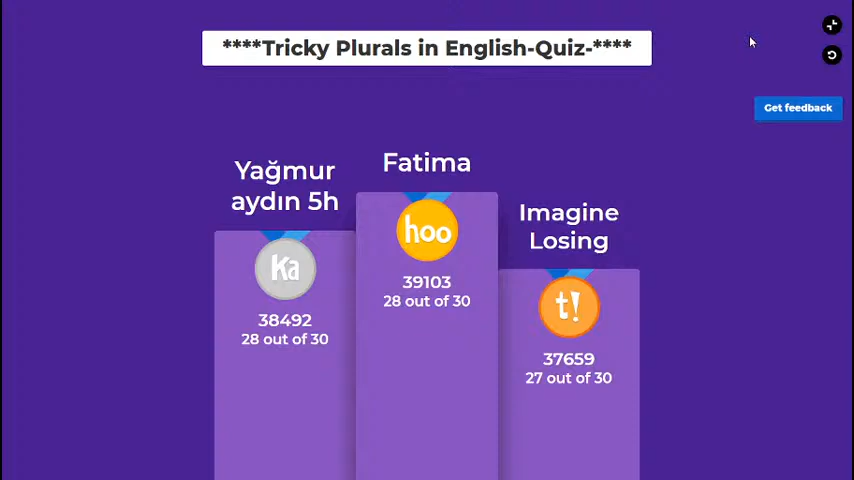 ****Tricky Plurals in English-Quiz-****
Get feedback
Yağmur
aydın 5h
Ka
38492
28 out of 30
Fatima
hoo
39103
28 out of 30
Imagine
Losing
t!
37659
27 out of 30